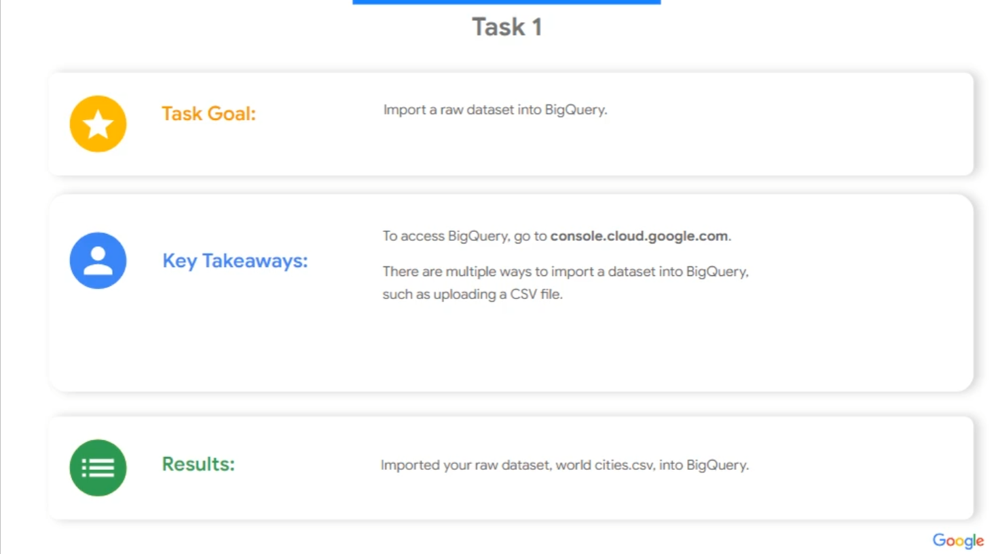 Task 1
Task Goal:
Import a raw dataset into BigQuery.
Key Takeaways:
To access BigQuery, go to console.cloud.google.com.
There are multiple ways to import a dataset into BigQuery,
such as uploading a CSV file.
Results:
Imported your raw dataset, world cities.csv, into BigQuery.
Google